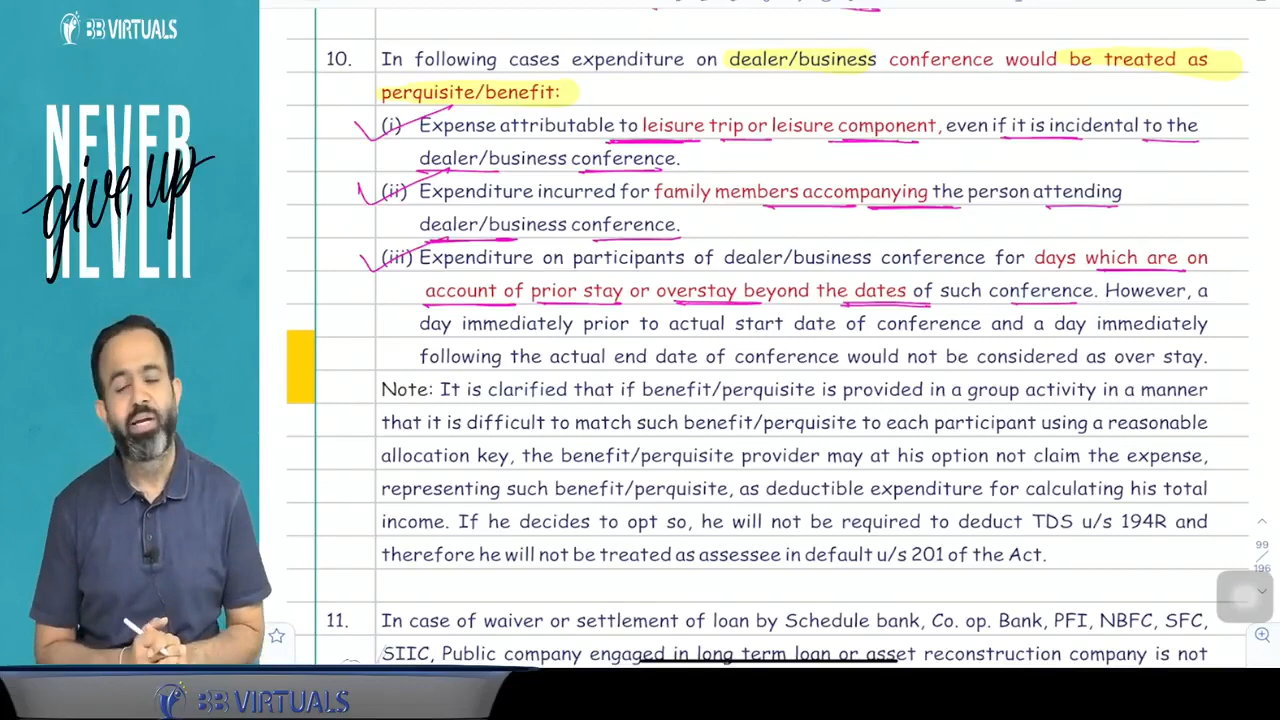 BB VIRTUALS
NEVER
give up
NEVER
10. In following cases expenditure on dealer/business conference would be treated as
perquisite/benefit:
(i) Expense attributable to leisure trip or leisure component, even if it is incidental to the
dealer/business conference.
(ii) Expenditure incurred for family members accompanying the person attending
dealer/business conference.
(iii) Expenditure on participants of dealer/business conference for days which are on
account of prior stay or overstay beyond the dates of such conference. However, a
day immediately prior to actual start date of conference and a day immediately
following the actual end date of conference would not be considered as over stay.
Note: It is clarified that if benefit/perquisite is provided in a group activity in a manner
that it is difficult to match such benefit/perquisite to each participant using a reasonable
allocation key, the benefit/perquisite provider may at his option not claim the expense,
representing such benefit/perquisite, as deductible expenditure for calculating his total
income. If he decides to opt so, he will not be required to deduct TDS u/s 194R and
therefore he will not be treated as assessee in default u/s 201 of the Act.
99
196
11. In case of waiver or settlement of loan by Schedule bank, Co. op. Bank, PFI, NBFC, SFC,
SIIC, Public company engaged in long term loan or asset reconstruction company is not
BB VIRTUALS